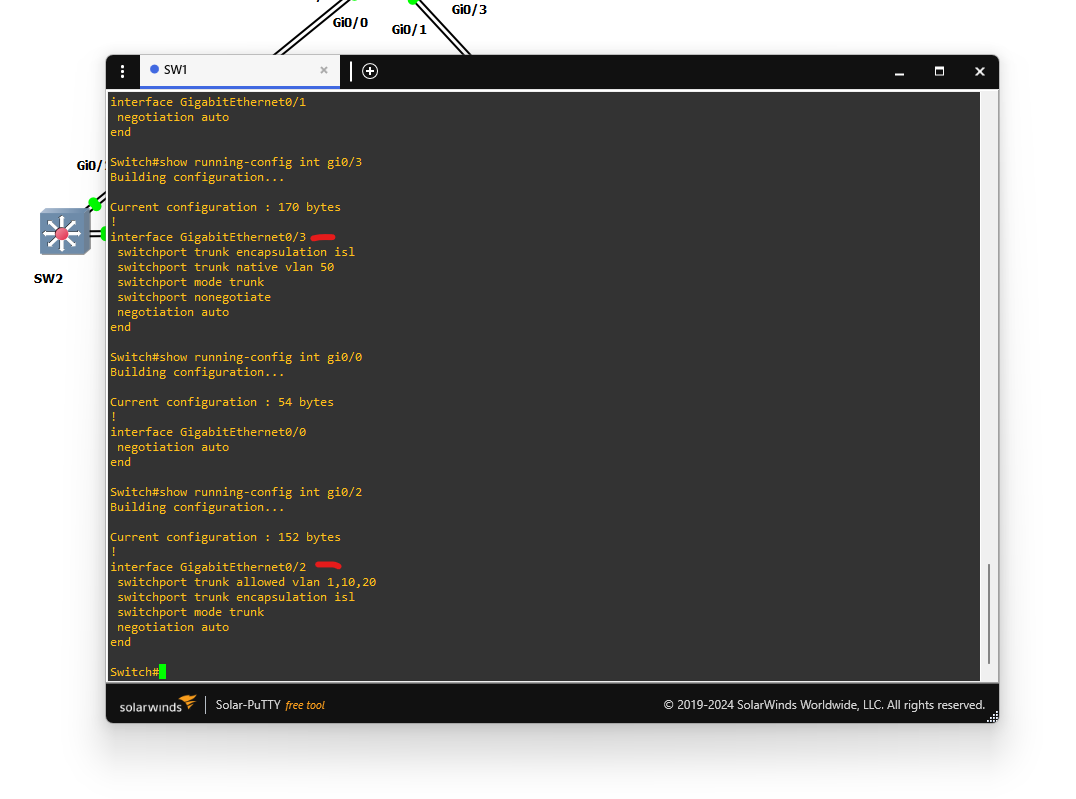 Gi0/3
Gi0/0
Gi0/1
SW1
interface GigabitEthernet0/1
 negotiation auto
end
Switch#show running-config int gi0/3
Building configuration...
Current configuration : 170 bytes
!
interface GigabitEthernet0/3
 switchport trunk encapsulation isl
 switchport trunk native vlan 50
 switchport mode trunk
 switchport nonegotiate
 negotiation auto
end
Switch#show running-config int gi0/0
Building configuration...
Current configuration : 54 bytes
!
interface GigabitEthernet0/0
 negotiation auto
end
Switch#show running-config int gi0/2
Building configuration...
Current configuration : 152 bytes
!
interface GigabitEthernet0/2
 switchport trunk allowed vlan 1,10,20
 switchport trunk encapsulation isl
 switchport mode trunk
 negotiation auto
end
Switch#
Gi0/
SW2
solarwinds Solar-PuTTY free tool © 2019-2024 SolarWinds Worldwide, LLC. All rights reserved.